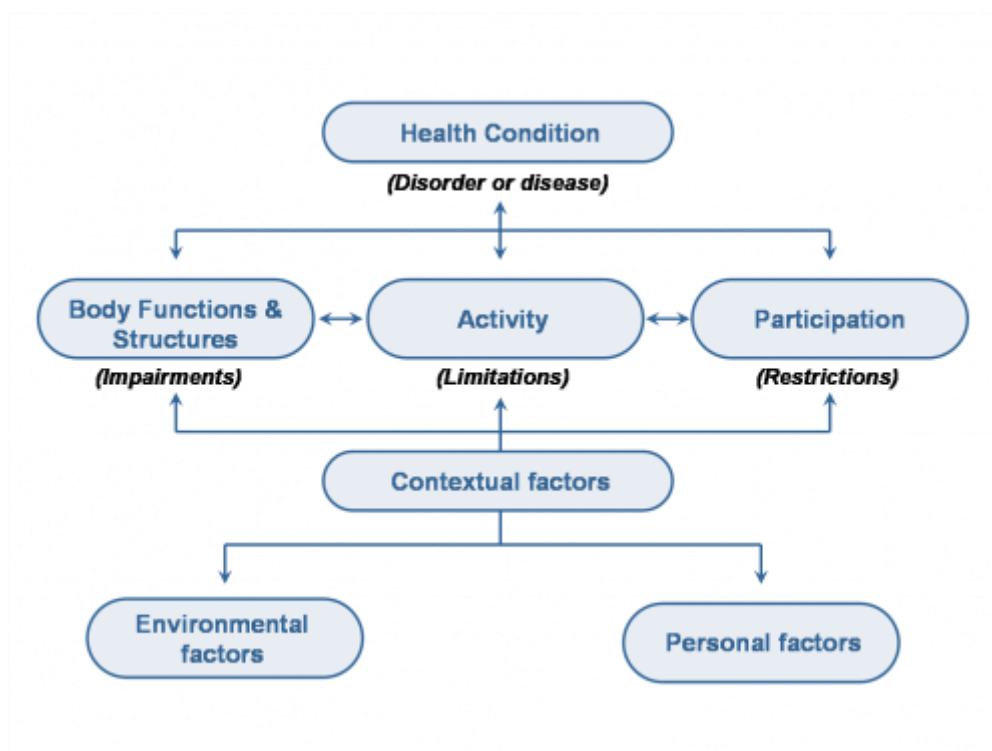 Health Condition
(Disorder or disease)
Body Functions &
Structures
Activity
Participation
(Impairments)
(Limitations)
(Restrictions)
Contextual factors
Environmental
factors
Personal factors